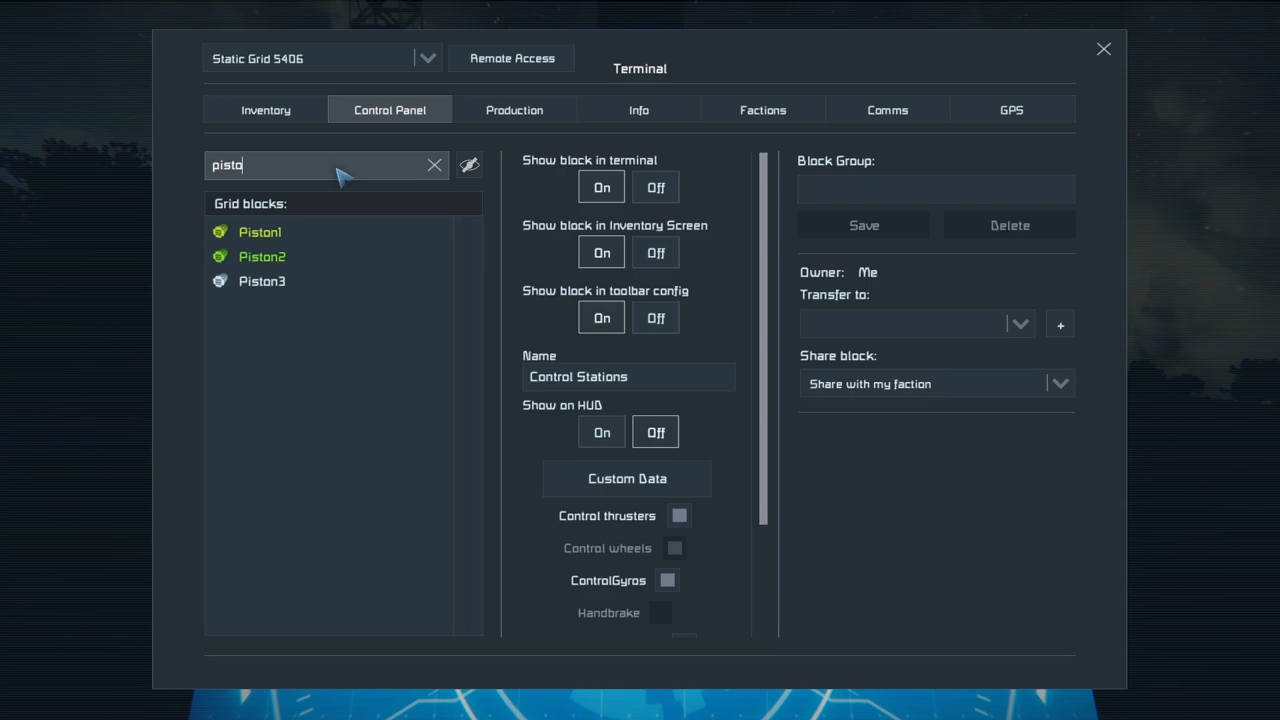 Static Grid 5406
Remote Access
Terminal
Inventory
Control Panel
Production
Info
Factions
Comms
GPS
pisto
Grid blocks:
Piston1
Piston2
Piston3
Show block in terminal
On
Off
Show block in Inventory Screen
On
Off
Show block in toolbar config
On
Off
Name
Control Stations
Show on HUD
On
Off
Custom Data
Control thrusters
Control wheels
ControlGyros
Handbrake
Block Group:
Save
Delete
Owner: Me
Transfer to:
+
Share block:
Share with my faction